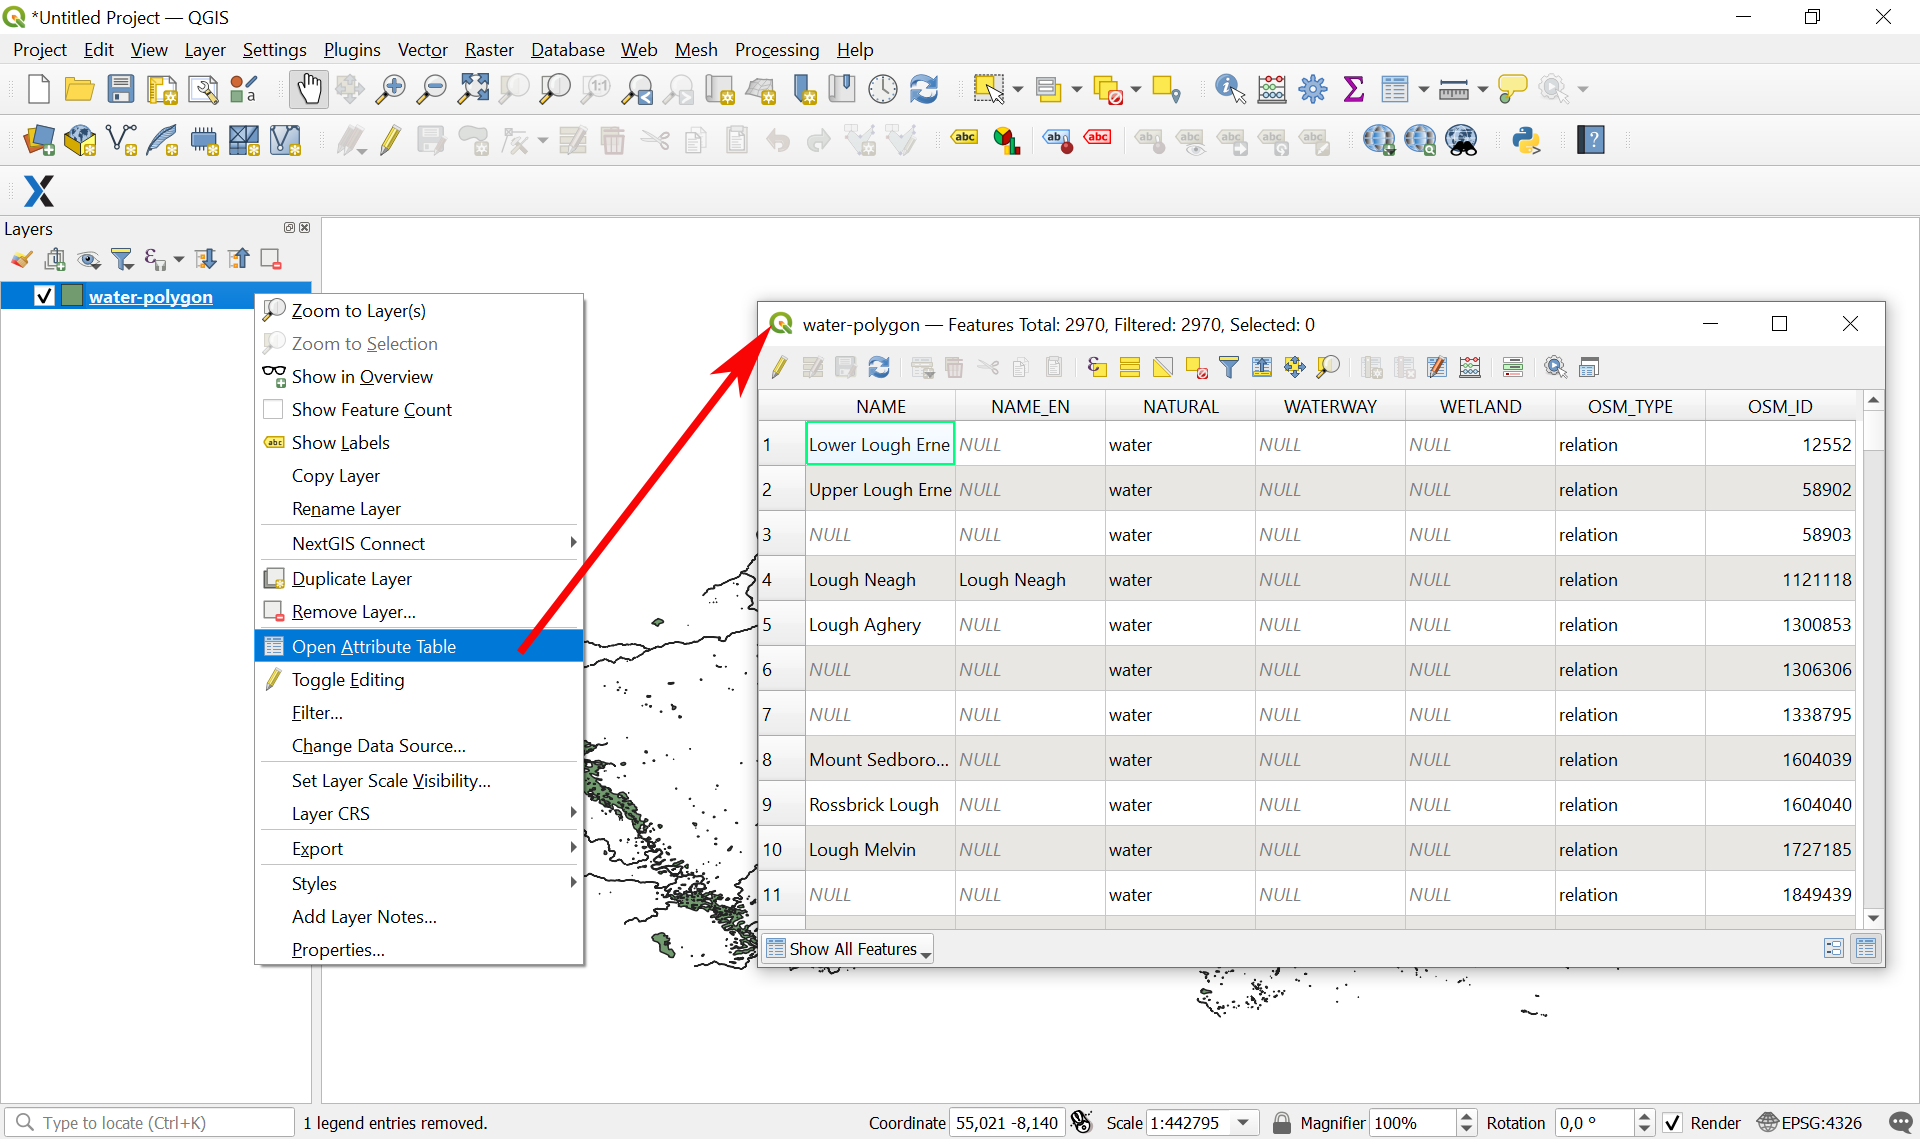 *Untitled Project — QGIS
Project Edit View Layer Settings Plugins Vector Raster Database Web Mesh Processing Help
Layers
water-polygon
Zoom to Layer(s)
Zoom to Selection
Show in Overview
Show Feature Count
abc Show Labels
Copy Layer
Rename Layer
NextGIS Connect
Duplicate Layer
Remove Layer...
Open Attribute Table
Toggle Editing
Filter...
Change Data Source...
Set Layer Scale Visibility...
Layer CRS
Export
Styles
Add Layer Notes...
Properties...
water-polygon — Features Total: 2970, Filtered: 2970, Selected: 0
NAME NAME_EN NATURAL WATERWAY WETLAND OSM_TYPE OSM_ID
1 Lower Lough Erne NULL water NULL NULL relation 12552
2 Upper Lough Erne NULL water NULL NULL relation 58902
3 NULL NULL water NULL NULL relation 58903
4 Lough Neagh Lough Neagh water NULL NULL relation 1121118
5 Lough Aghery NULL water NULL NULL relation 1300853
6 NULL NULL water NULL NULL relation 1306306
7 NULL NULL water NULL NULL relation 1338795
8 Mount Sedboro... NULL water NULL NULL relation 1604039
9 Rossbrick Lough NULL water NULL NULL relation 1604040
10 Lough Melvin NULL water NULL NULL relation 1727185
11 NULL NULL water NULL NULL relation 1849439
Show All Features
Type to locate (Ctrl+K) 1 legend entries removed. Coordinate 55,021 -8,140 Scale 1:442795 Magnifier 100% Rotation 0,0 ° Render EPSG:4326